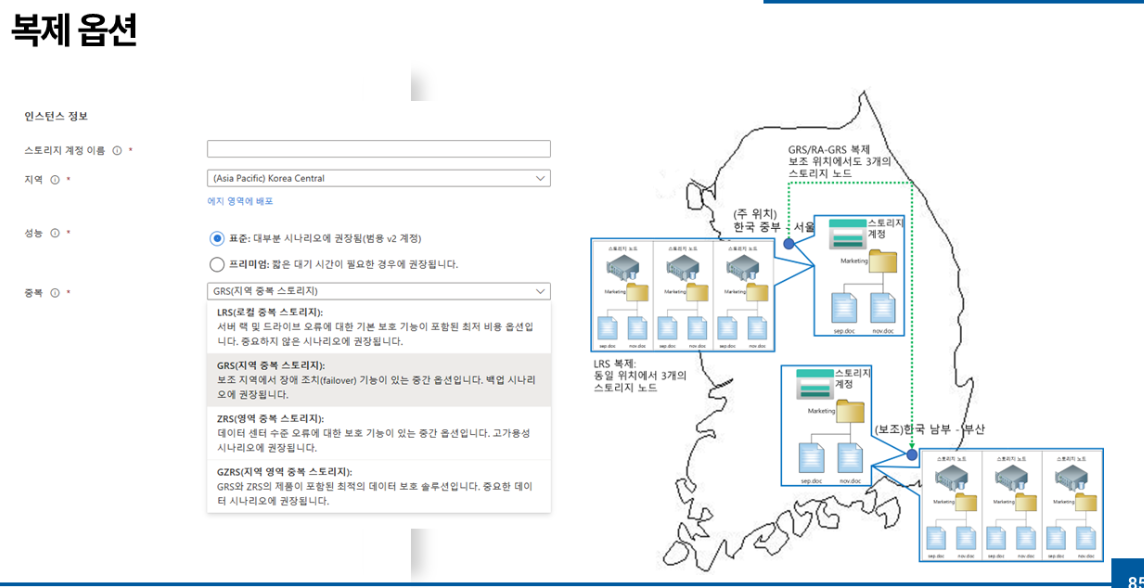 복제 옵션
인스턴스 정보
스토리지 계정 이름 ⓘ *
지역 ⓘ *
(Asia Pacific) Korea Central
에지 영역에 배포
성능 ⓘ *
표준: 대부분 시나리오에 권장됨(범용 v2 계정)
프리미엄: 짧은 대기 시간이 필요한 경우에 권장됩니다.
중복 ⓘ *
GRS(지역 중복 스토리지)
LRS(로컬 중복 스토리지):
서버 랙 및 드라이브 오류에 대한 기본 보호 기능이 포함된 최저 비용 옵션입
니다. 중요하지 않은 시나리오에 권장됩니다.
GRS(지역 중복 스토리지):
보조 지역에서 장애 조치(failover) 기능이 있는 중간 옵션입니다. 백업 시나리
오에 권장됩니다.
ZRS(영역 중복 스토리지):
데이터 센터 수준 오류에 대한 보호 기능이 있는 중간 옵션입니다. 고가용성
시나리오에 권장됩니다.
GZRS(지역 영역 중복 스토리지):
GRS와 ZRS의 제품이 포함된 최적의 데이터 보호 솔루션입니다. 중요한 데이
터 시나리오에 권장됩니다.
GRS/RA-GRS 복제
보조 위치에서도 3개의
스토리지 노드
(주 위치)
한국 중부 - 서울
스토리지
계정
Marketing
sep.doc nov.doc
스토리지 노드 스토리지 노드 스토리지 노드
Marketing Marketing Marketing
sep.doc nov.doc sep.doc nov.doc sep.doc nov.doc
LRS 복제:
동일 위치에서 3개의
스토리지 노드
스토리지
계정
Marketing
sep.doc nov.doc
(보조)한국 남부 - 부산
스토리지 노드 스토리지 노드 스토리지 노드
Marketing Marketing Marketing
sep.doc nov.doc sep.doc nov.doc sep.doc nov.doc
85